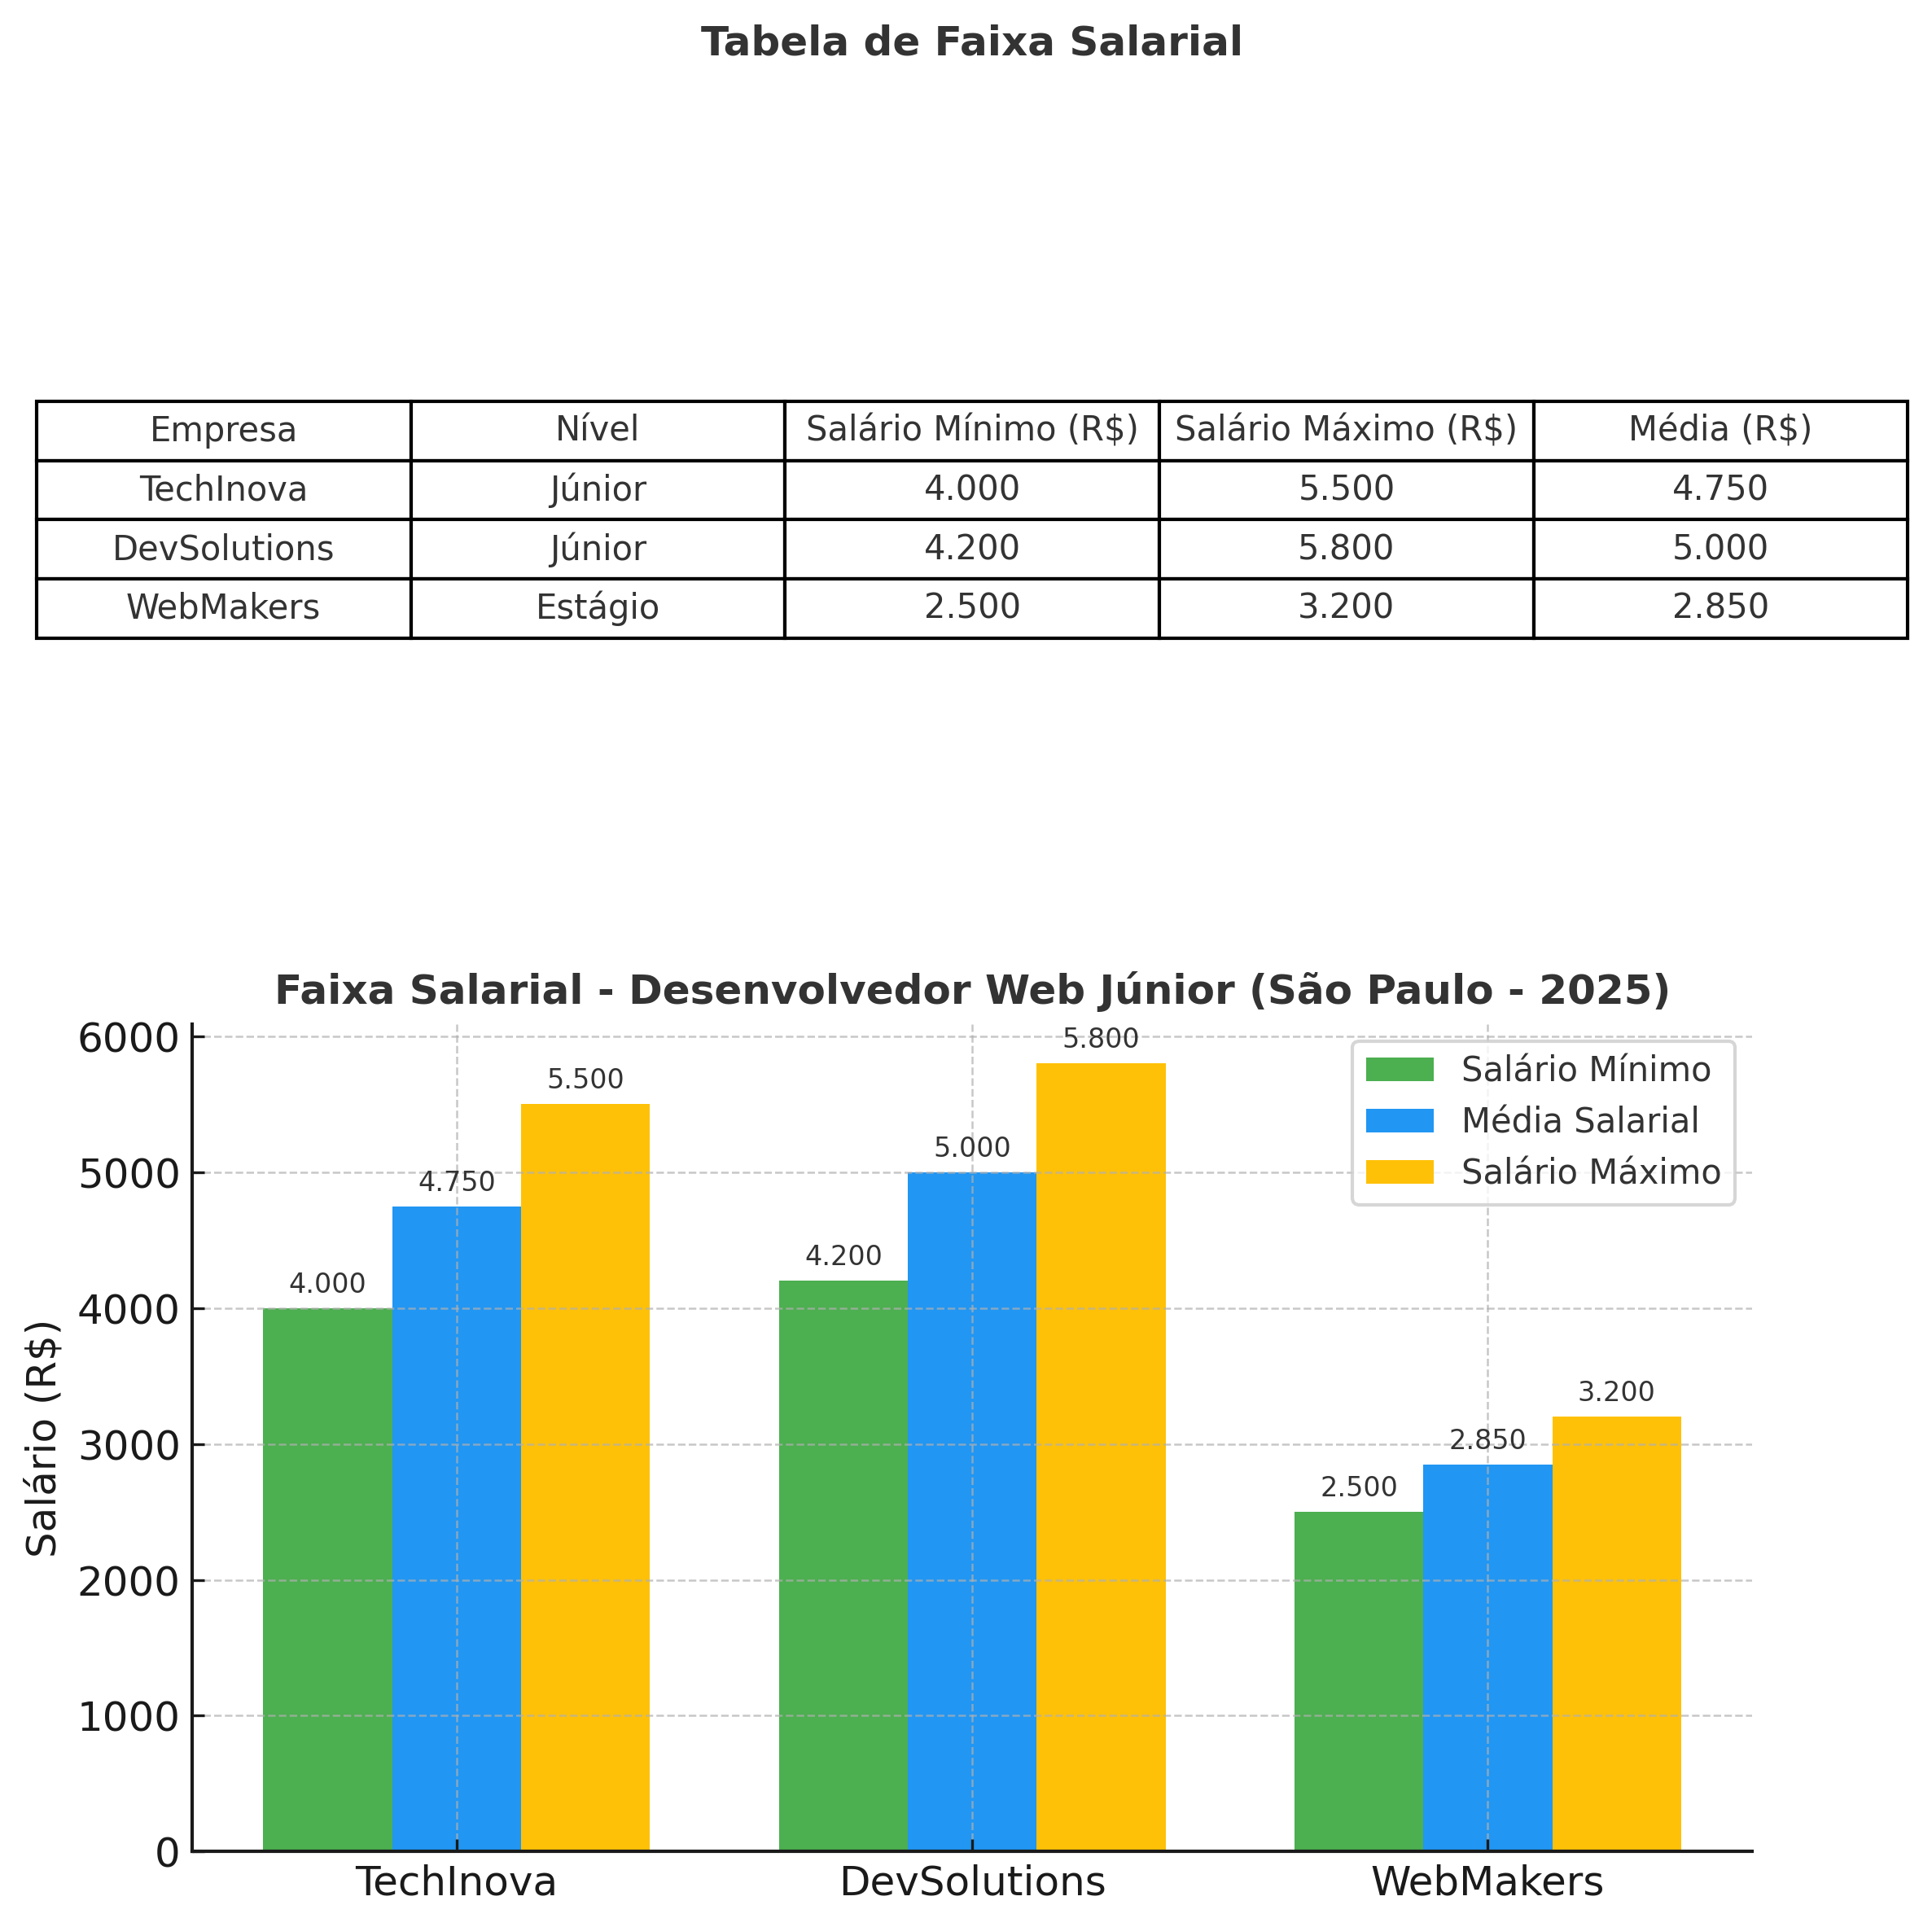 Tabela de Faixa Salarial
Empresa Nível Salário Mínimo (R$) Salário Máximo (R$) Média (R$)
TechInova Júnior 4.000 5.500 4.750
DevSolutions Júnior 4.200 5.800 5.000
WebMakers Estágio 2.500 3.200 2.850
Faixa Salarial - Desenvolvedor Web Júnior (São Paulo - 2025)
Salário (R$)
6000
5000
4000
3000
2000
1000
0
4.000 4.750 5.500
4.200 5.000 5.800
2.500 2.850 3.200
Salário Mínimo
Média Salarial
Salário Máximo
TechInova DevSolutions WebMakers